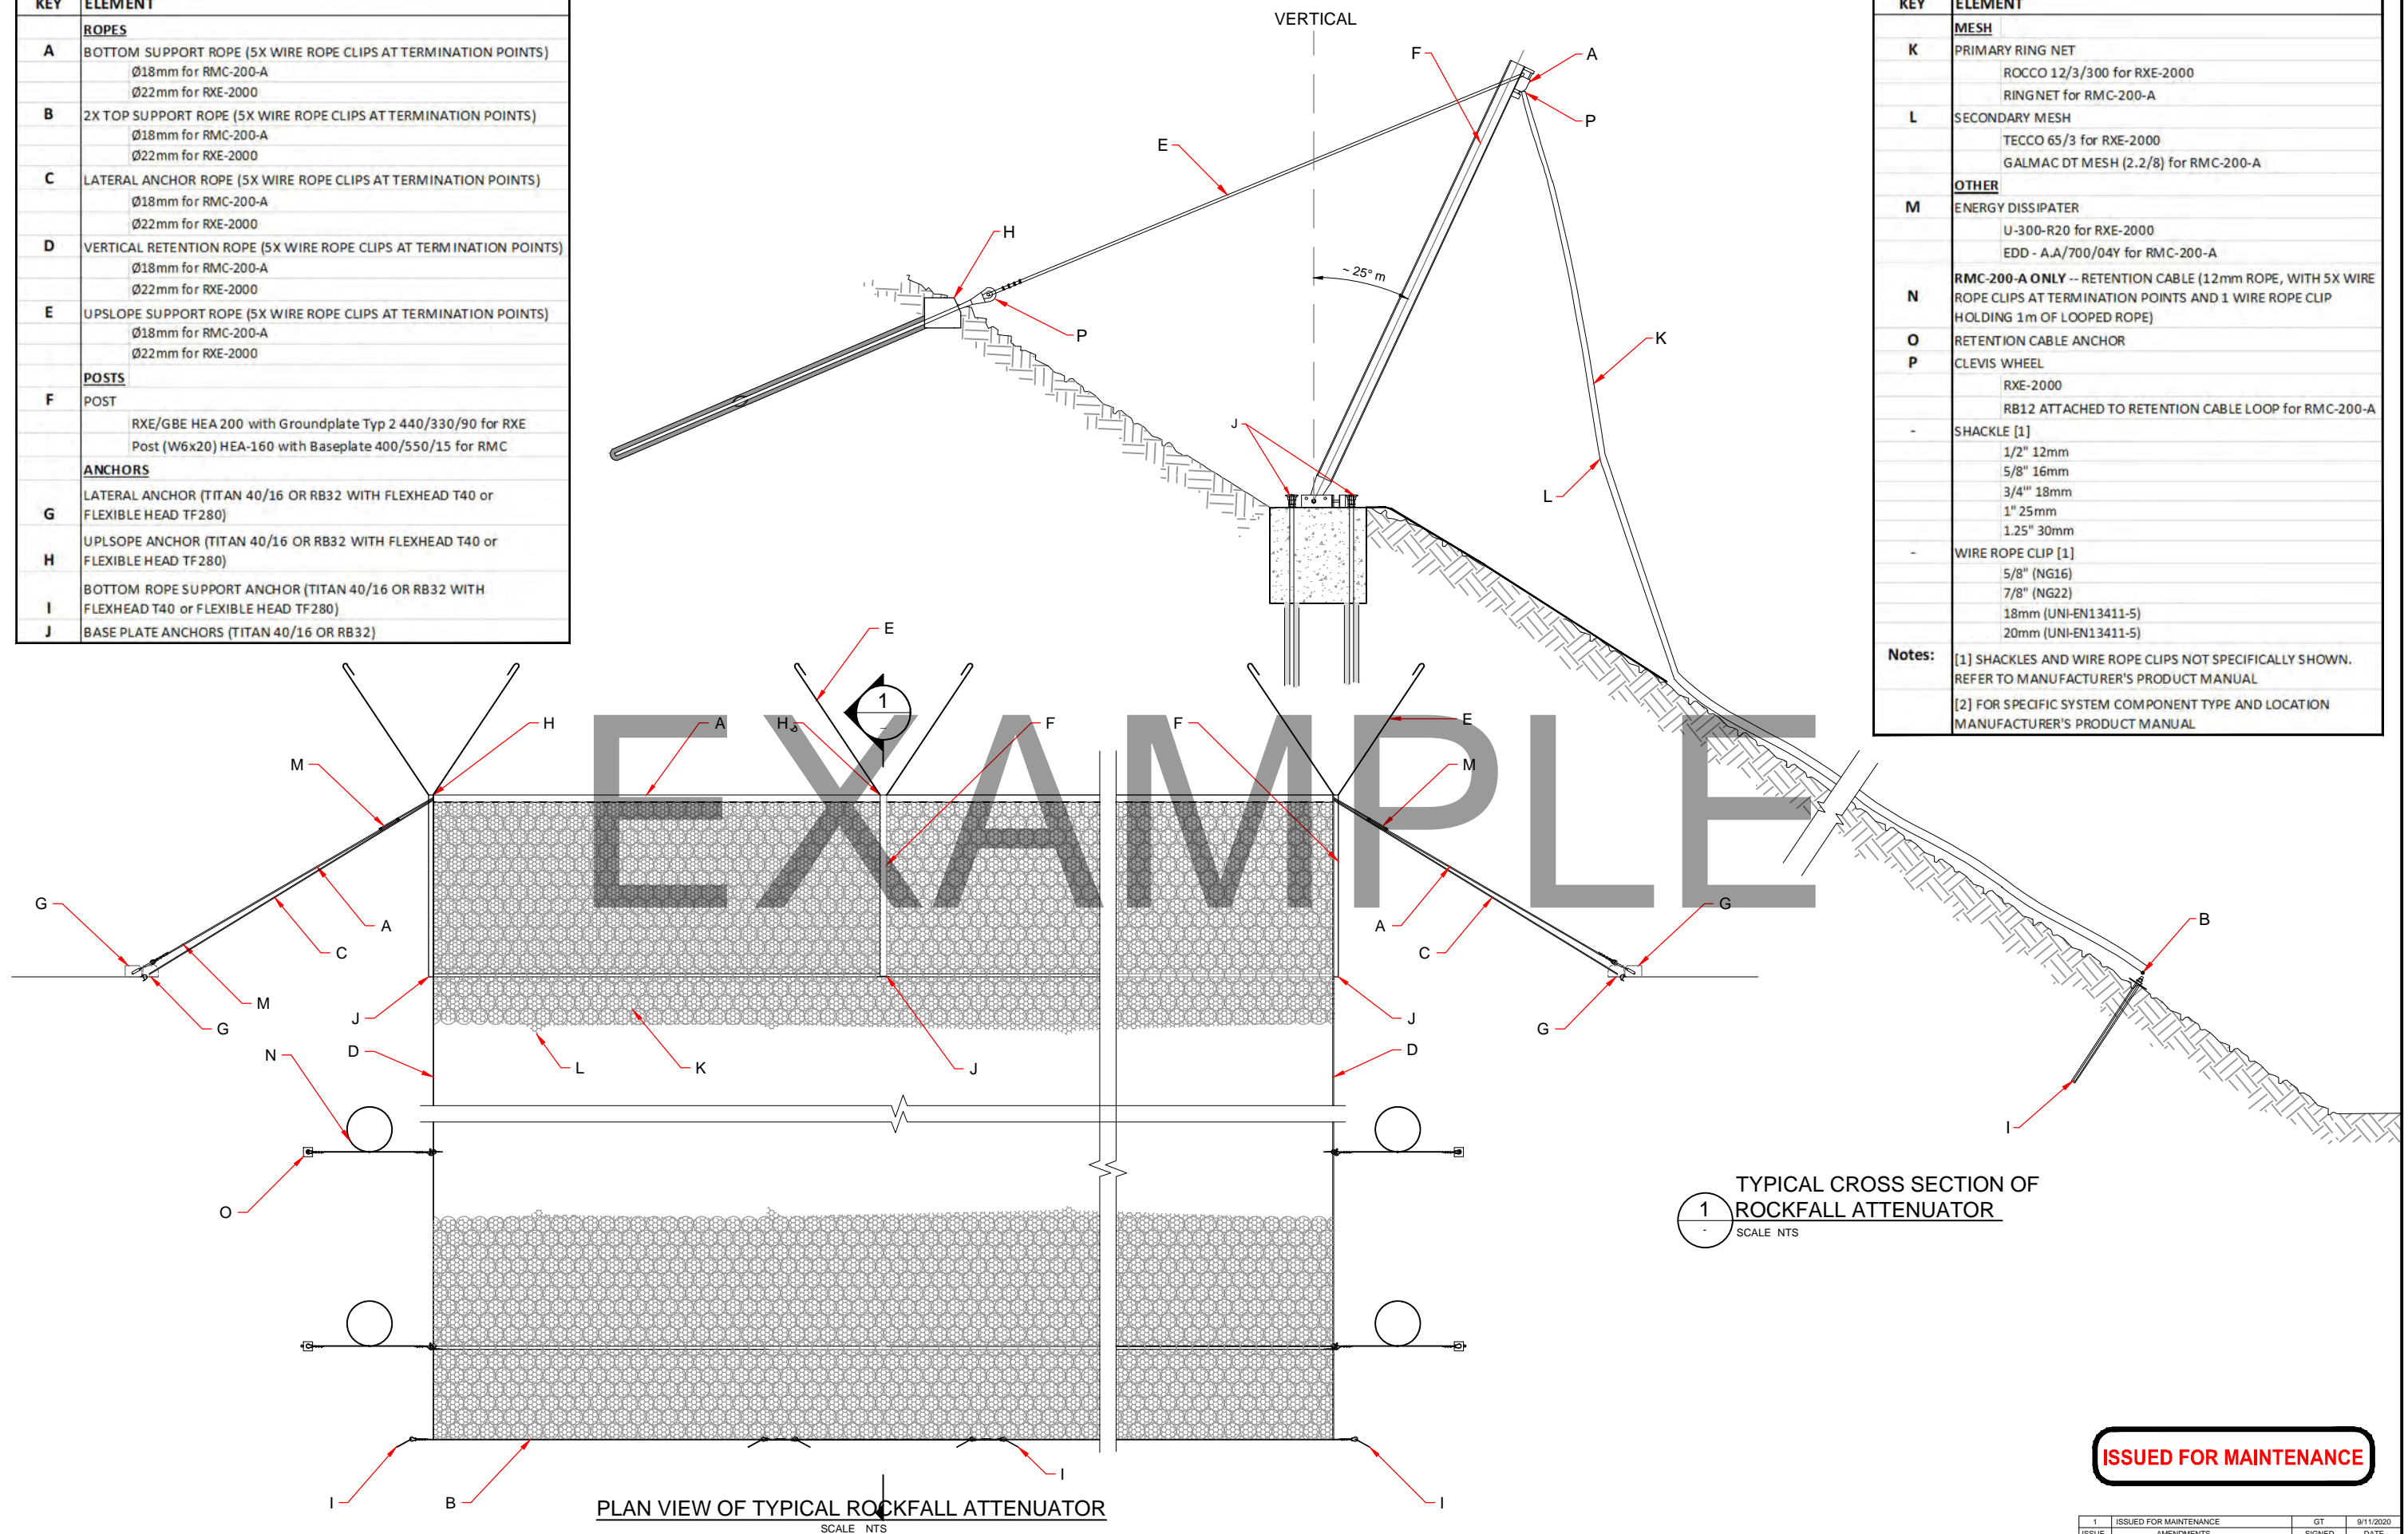 KEY ELEMENT
ROPES
A BOTTOM SUPPORT ROPE (5X WIRE ROPE CLIPS AT TERMINATION POINTS)
Ø18mm for RMC-200-A
Ø22mm for RXE-2000
B 2X TOP SUPPORT ROPE (5X WIRE ROPE CLIPS AT TERMINATION POINTS)
Ø18mm for RMC-200-A
Ø22mm for RXE-2000
C LATERAL ANCHOR ROPE (5X WIRE ROPE CLIPS AT TERMINATION POINTS)
Ø18mm for RMC-200-A
Ø22mm for RXE-2000
D VERTICAL RETENTION ROPE (5X WIRE ROPE CLIPS AT TERMINATION POINTS)
Ø18mm for RMC-200-A
Ø22mm for RXE-2000
E UPSLOPE SUPPORT ROPE (5X WIRE ROPE CLIPS AT TERMINATION POINTS)
Ø18mm for RMC-200-A
Ø22mm for RXE-2000
POSTS
F POST
RXE/GBE HEA 200 with Groundplate Typ 2 440/330/90 for RXE
Post (W6x20) HEA-160 with Baseplate 400/550/15 for RMC
ANCHORS
LATERAL ANCHOR (TITAN 40/16 OR RB32 WITH FLEXHEAD T40 or
G FLEXIBLE HEAD TF280)
UPLSOPE ANCHOR (TITAN 40/16 OR RB32 WITH FLEXHEAD T40 or
H FLEXIBLE HEAD TF280)
BOTTOM ROPE SUPPORT ANCHOR (TITAN 40/16 OR RB32 WITH
I FLEXHEAD T40 or FLEXIBLE HEAD TF280)
J BASE PLATE ANCHORS (TITAN 40/16 OR RB32)
VERTICAL
F
A
P
E
H
P
~ 25° m
K
J
L
B
I
KEY ELEMENT
MESH
K PRIMARY RING NET
ROCCO 12/3/300 for RXE-2000
RINGNET for RMC-200-A
L SECONDARY MESH
TECCO 65/3 for RXE-2000
GALMAC DT MESH (2.2/8) for RMC-200-A
OTHER
M ENERGY DISSIPATER
U-300-R20 for RXE-2000
EDD - A.A/700/04Y for RMC-200-A
RMC-200-A ONLY -- RETENTION CABLE (12mm ROPE, WITH 5X WIRE
N ROPE CLIPS AT TERMINATION POINTS AND 1 WIRE ROPE CLIP
HOLDING 1m OF LOOPED ROPE)
O RETENTION CABLE ANCHOR
P CLEVIS WHEEL
RXE-2000
RB12 ATTACHED TO RETENTION CABLE LOOP for RMC-200-A
- SHACKLE [1]
1/2" 12mm
5/8" 16mm
3/4'" 18mm
1" 25mm
1.25" 30mm
- WIRE ROPE CLIP [1]
5/8" (NG16)
7/8" (NG22)
18mm (UNI-EN13411-5)
20mm (UNI-EN13411-5)
Notes: [1] SHACKLES AND WIRE ROPE CLIPS NOT SPECIFICALLY SHOWN.
REFER TO MANUFACTURER'S PRODUCT MANUAL
[2] FOR SPECIFIC SYSTEM COMPONENT TYPE AND LOCATION
MANUFACTURER'S PRODUCT MANUAL
E
1
-
H
A
H
F
F
E
M
M
EXAMPLE
G
A
C
M
G
A
C
G
G
J
J
J
N
D
L
K
D
O
I
B
I
I
PLAN VIEW OF TYPICAL ROCKFALL ATTENUATOR
SCALE NTS
1
-
TYPICAL CROSS SECTION OF
ROCKFALL ATTENUATOR
SCALE NTS
ISSUED FOR MAINTENANCE
1 ISSUED FOR MAINTENANCE GT 9/11/2020
ISSUE AMENDMENTS SIGNED DATE